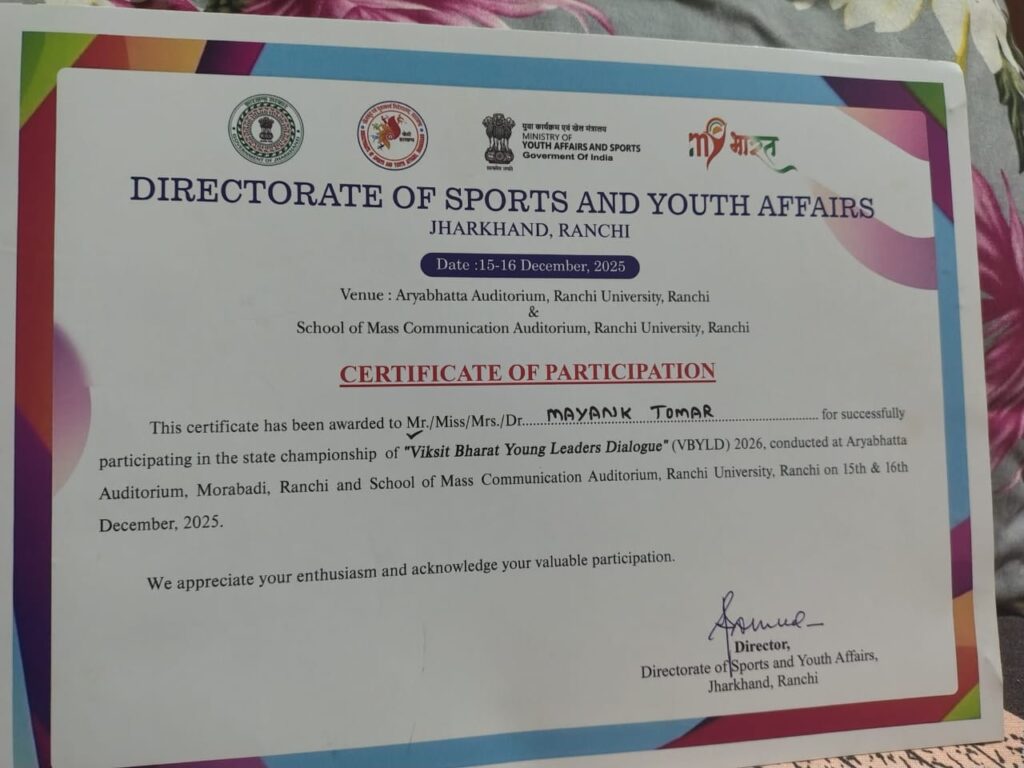 युवा कार्यक्रम एवं खेल मंत्रालय
MINISTRY OF
YOUTH AFFAIRS AND SPORTS
Goverment Of India
my भारत
DIRECTORATE OF SPORTS AND YOUTH AFFAIRS
JHARKHAND, RANCHI
Date :15-16 December, 2025
Venue : Aryabhatta Auditorium, Ranchi University, Ranchi
&
School of Mass Communication Auditorium, Ranchi University, Ranchi
CERTIFICATE OF PARTICIPATION
This certificate has been awarded to Mr./Miss/Mrs./Dr. MAYANK TOMAR for successfully
participating in the state championship of "Viksit Bharat Young Leaders Dialogue" (VBYLD) 2026, conducted at Aryabhatta
Auditorium, Morabadi, Ranchi and School of Mass Communication Auditorium, Ranchi University, Ranchi on 15th & 16th
December, 2025.
We appreciate your enthusiasm and acknowledge your valuable participation.
Director,
Directorate of Sports and Youth Affairs,
Jharkhand, Ranchi